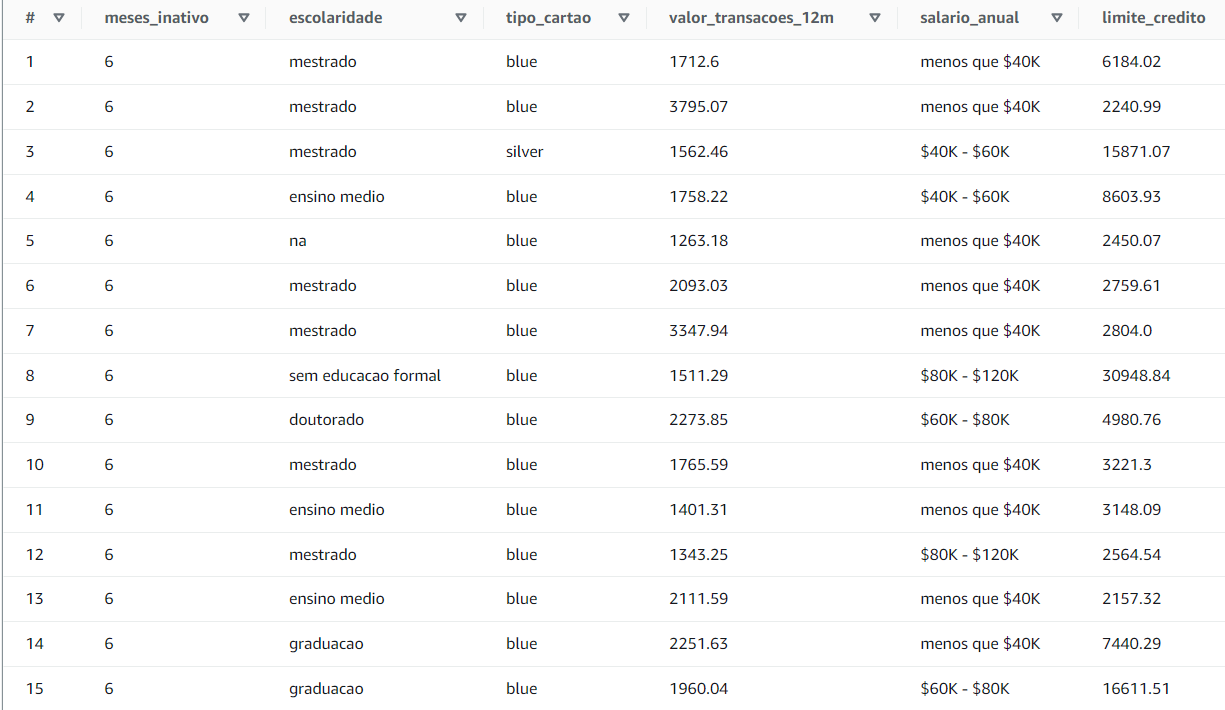 # meses_inativo escolaridade tipo_cartao valor_transacoes_12m salario_anual limite_credito
1 6 mestrado blue 1712.6 menos que $40K 6184.02
2 6 mestrado blue 3795.07 menos que $40K 2240.99
3 6 mestrado silver 1562.46 $40K - $60K 15871.07
4 6 ensino medio blue 1758.22 $40K - $60K 8603.93
5 6 na blue 1263.18 menos que $40K 2450.07
6 6 mestrado blue 2093.03 menos que $40K 2759.61
7 6 mestrado blue 3347.94 menos que $40K 2804.0
8 6 sem educacao formal blue 1511.29 $80K - $120K 30948.84
9 6 doutorado blue 2273.85 $60K - $80K 4980.76
10 6 mestrado blue 1765.59 menos que $40K 3221.3
11 6 ensino medio blue 1401.31 menos que $40K 3148.09
12 6 mestrado blue 1343.25 $80K - $120K 2564.54
13 6 ensino medio blue 2111.59 menos que $40K 2157.32
14 6 graduacao blue 2251.63 menos que $40K 7440.29
15 6 graduacao blue 1960.04 $60K - $80K 16611.51